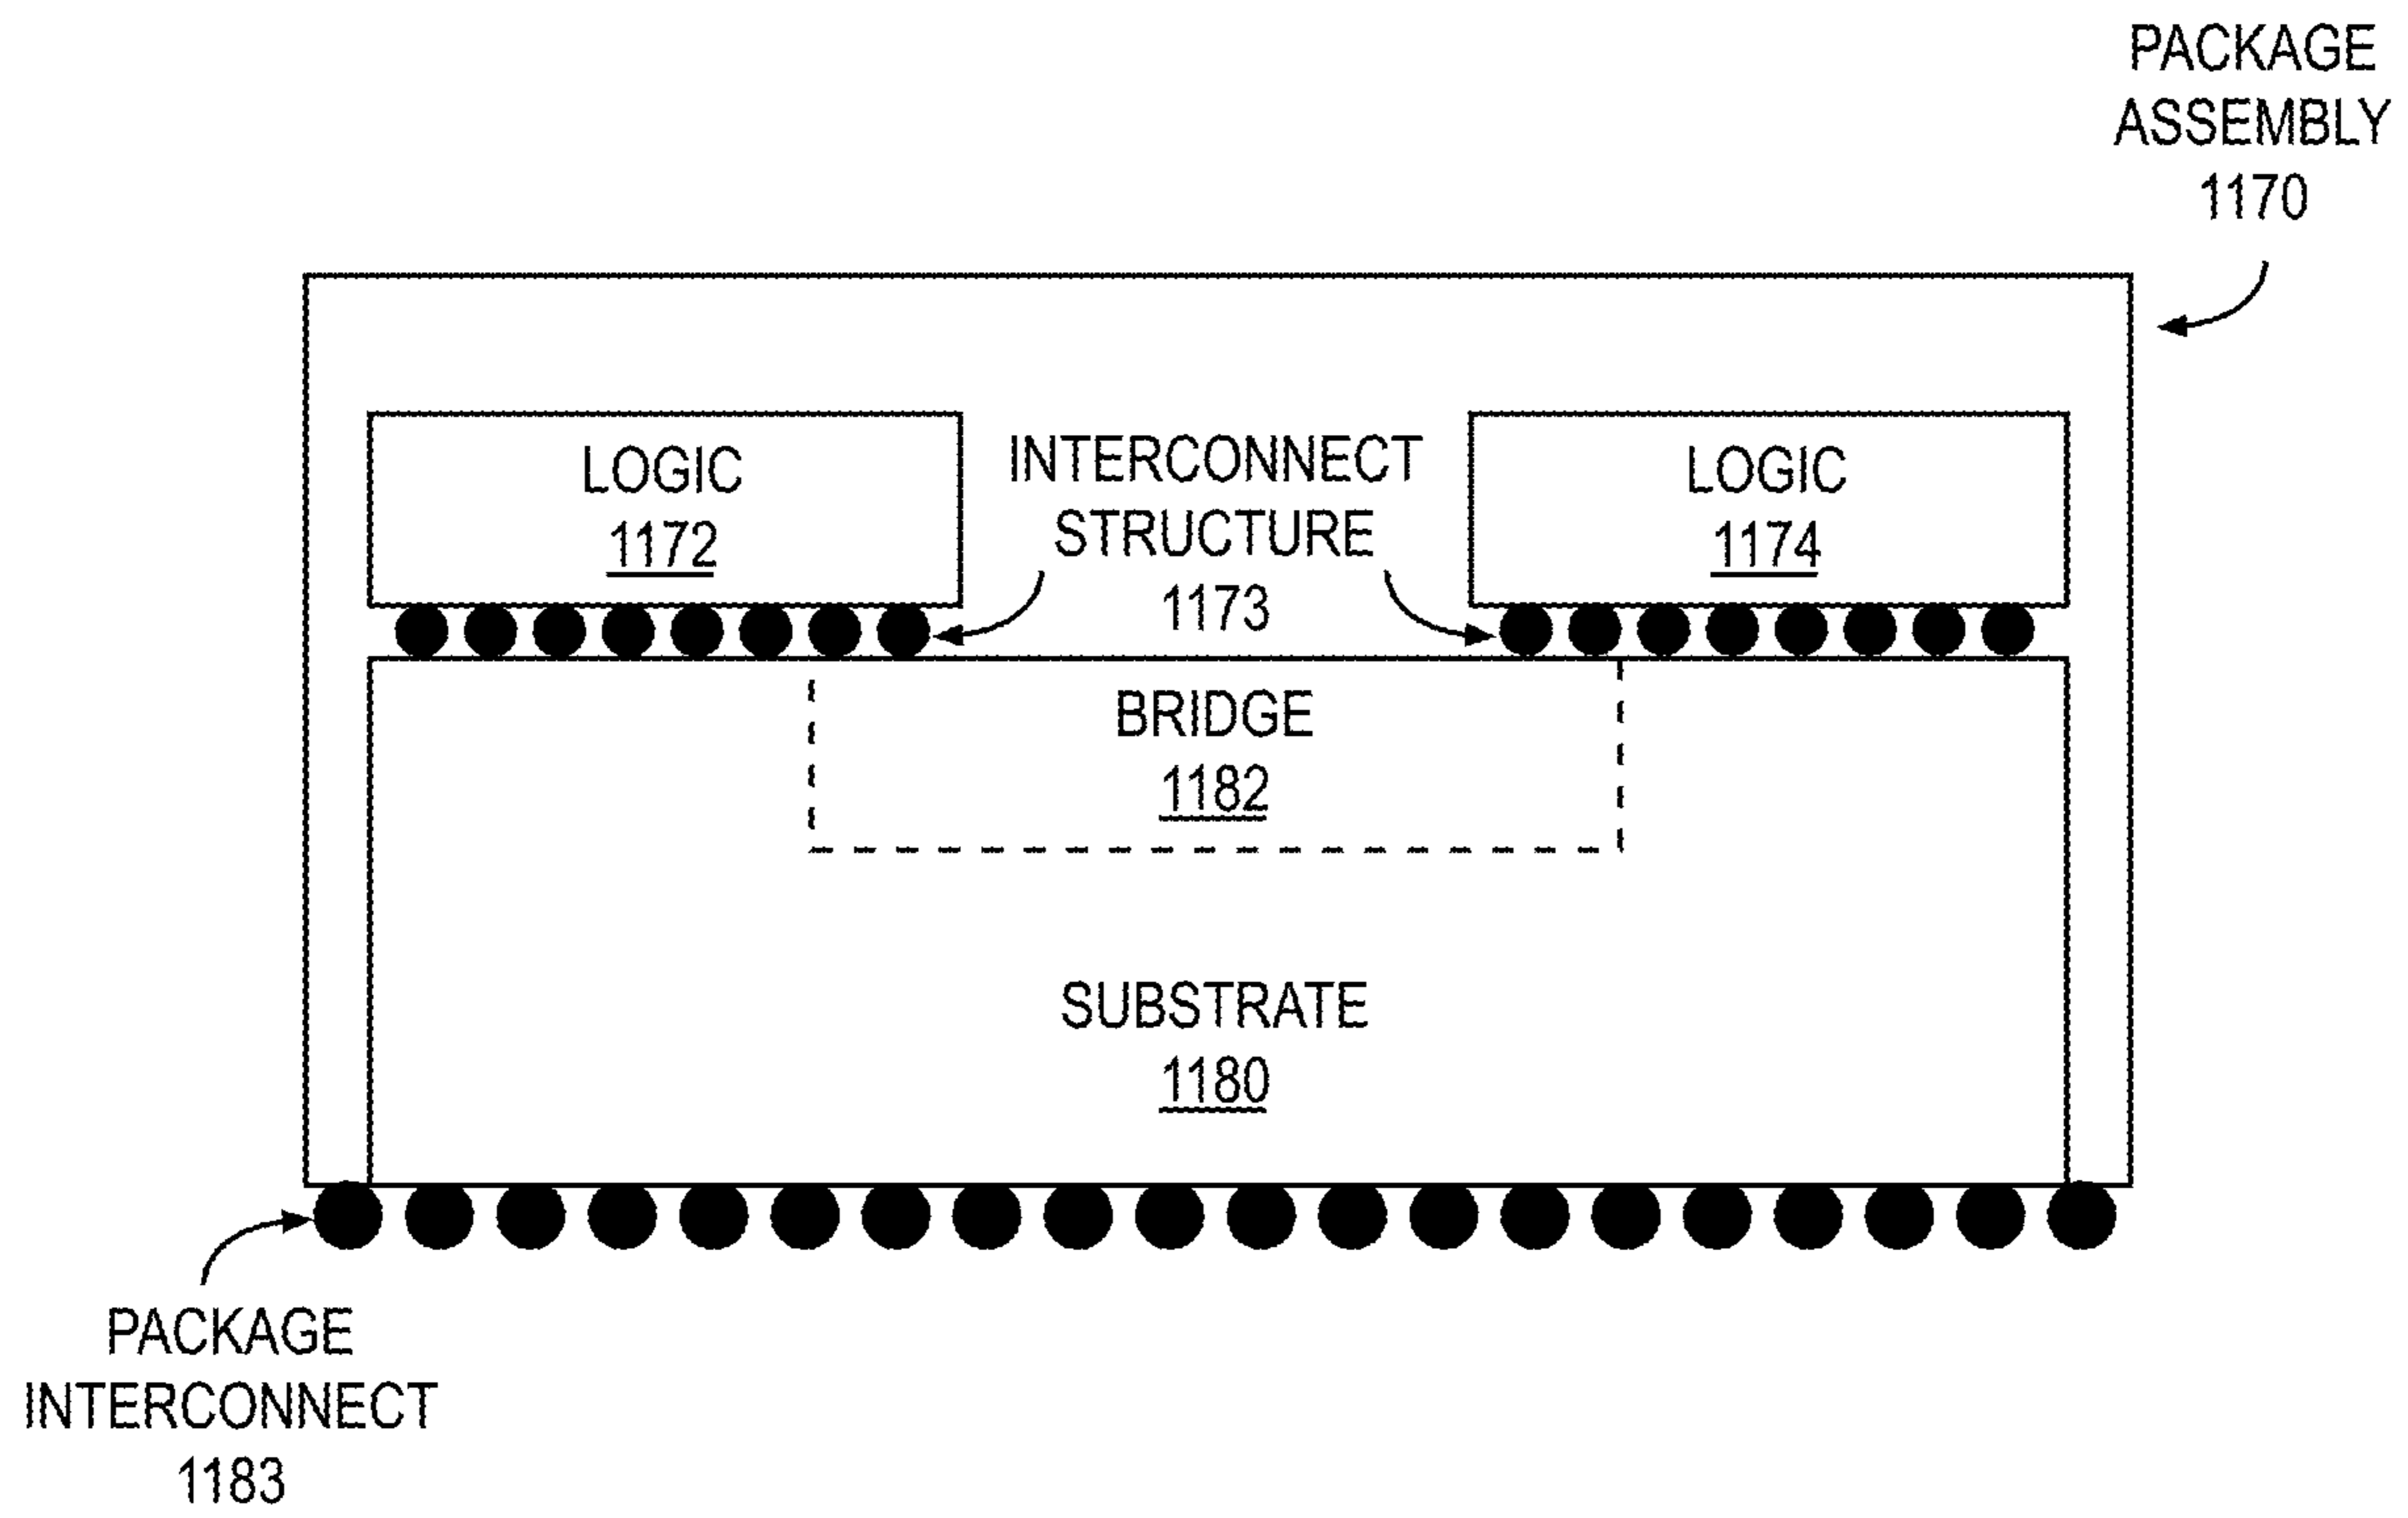 PACKAGE
ASSEMBLY
1170
LOGIC
1172
INTERCONNECT
STRUCTURE
1173
LOGIC
1174
BRIDGE
1182
SUBSTRATE
1180
PACKAGE
INTERCONNECT
1183